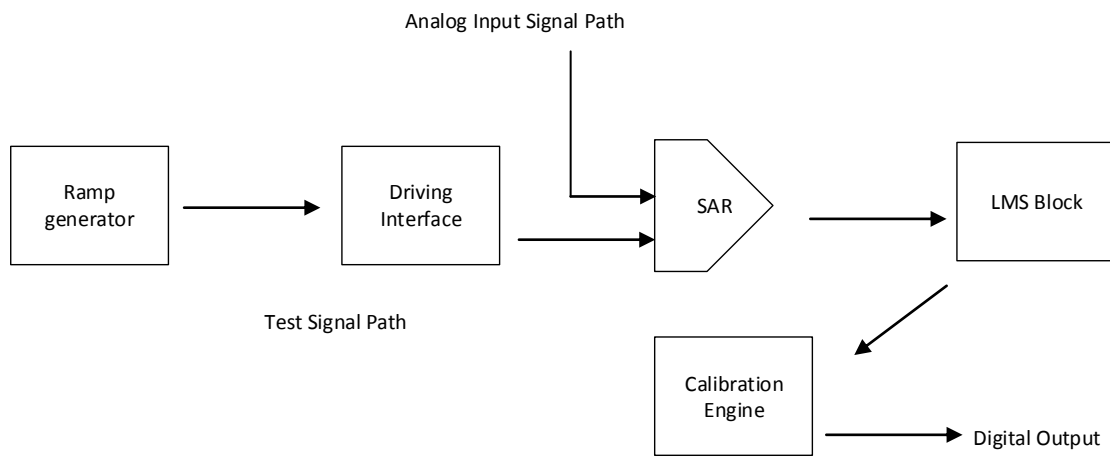 Analog Input Signal Path
Ramp
generator
Driving
Interface
SAR
LMS Block
Test Signal Path
Calibration
Engine
Digital Output